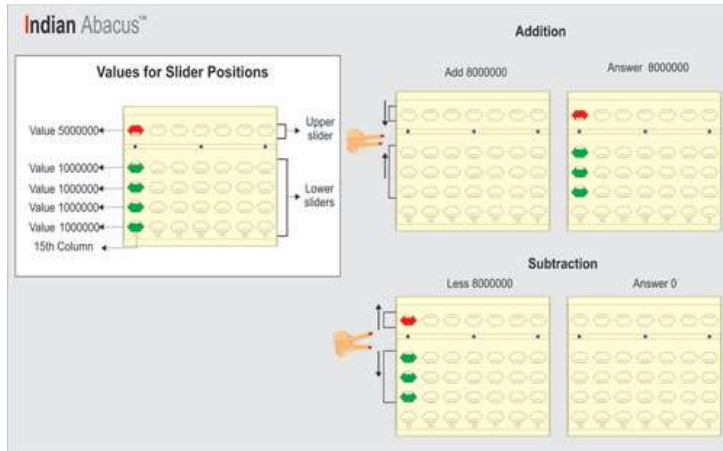 Indian Abacus™
Values for Slider Positions
Value 5000000
Upper
slider
Value 1000000
Value 1000000
Value 1000000
Value 1000000
Lower
sliders
15th Column
Addition
Add 8000000
Answer 8000000
Subtraction
Less 8000000
Answer 0